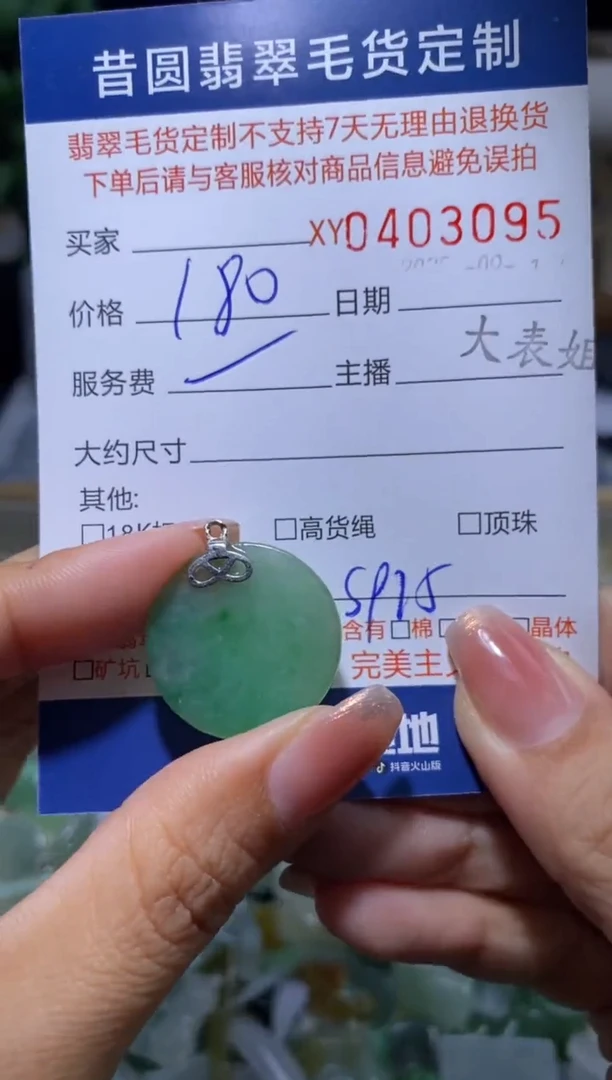 昔圆翡翠毛货定制
翡翠毛货定制不支持7天无理由退换货
下单后请与客服核对商品信息避免误拍
买家 XY0403095
价格 180 日期
服务费 主播 大表姐
大约尺寸
其他:
□18K □高货绳 □顶珠
含有□棉 □晶体
□矿坑 完美主
地
抖音火山版